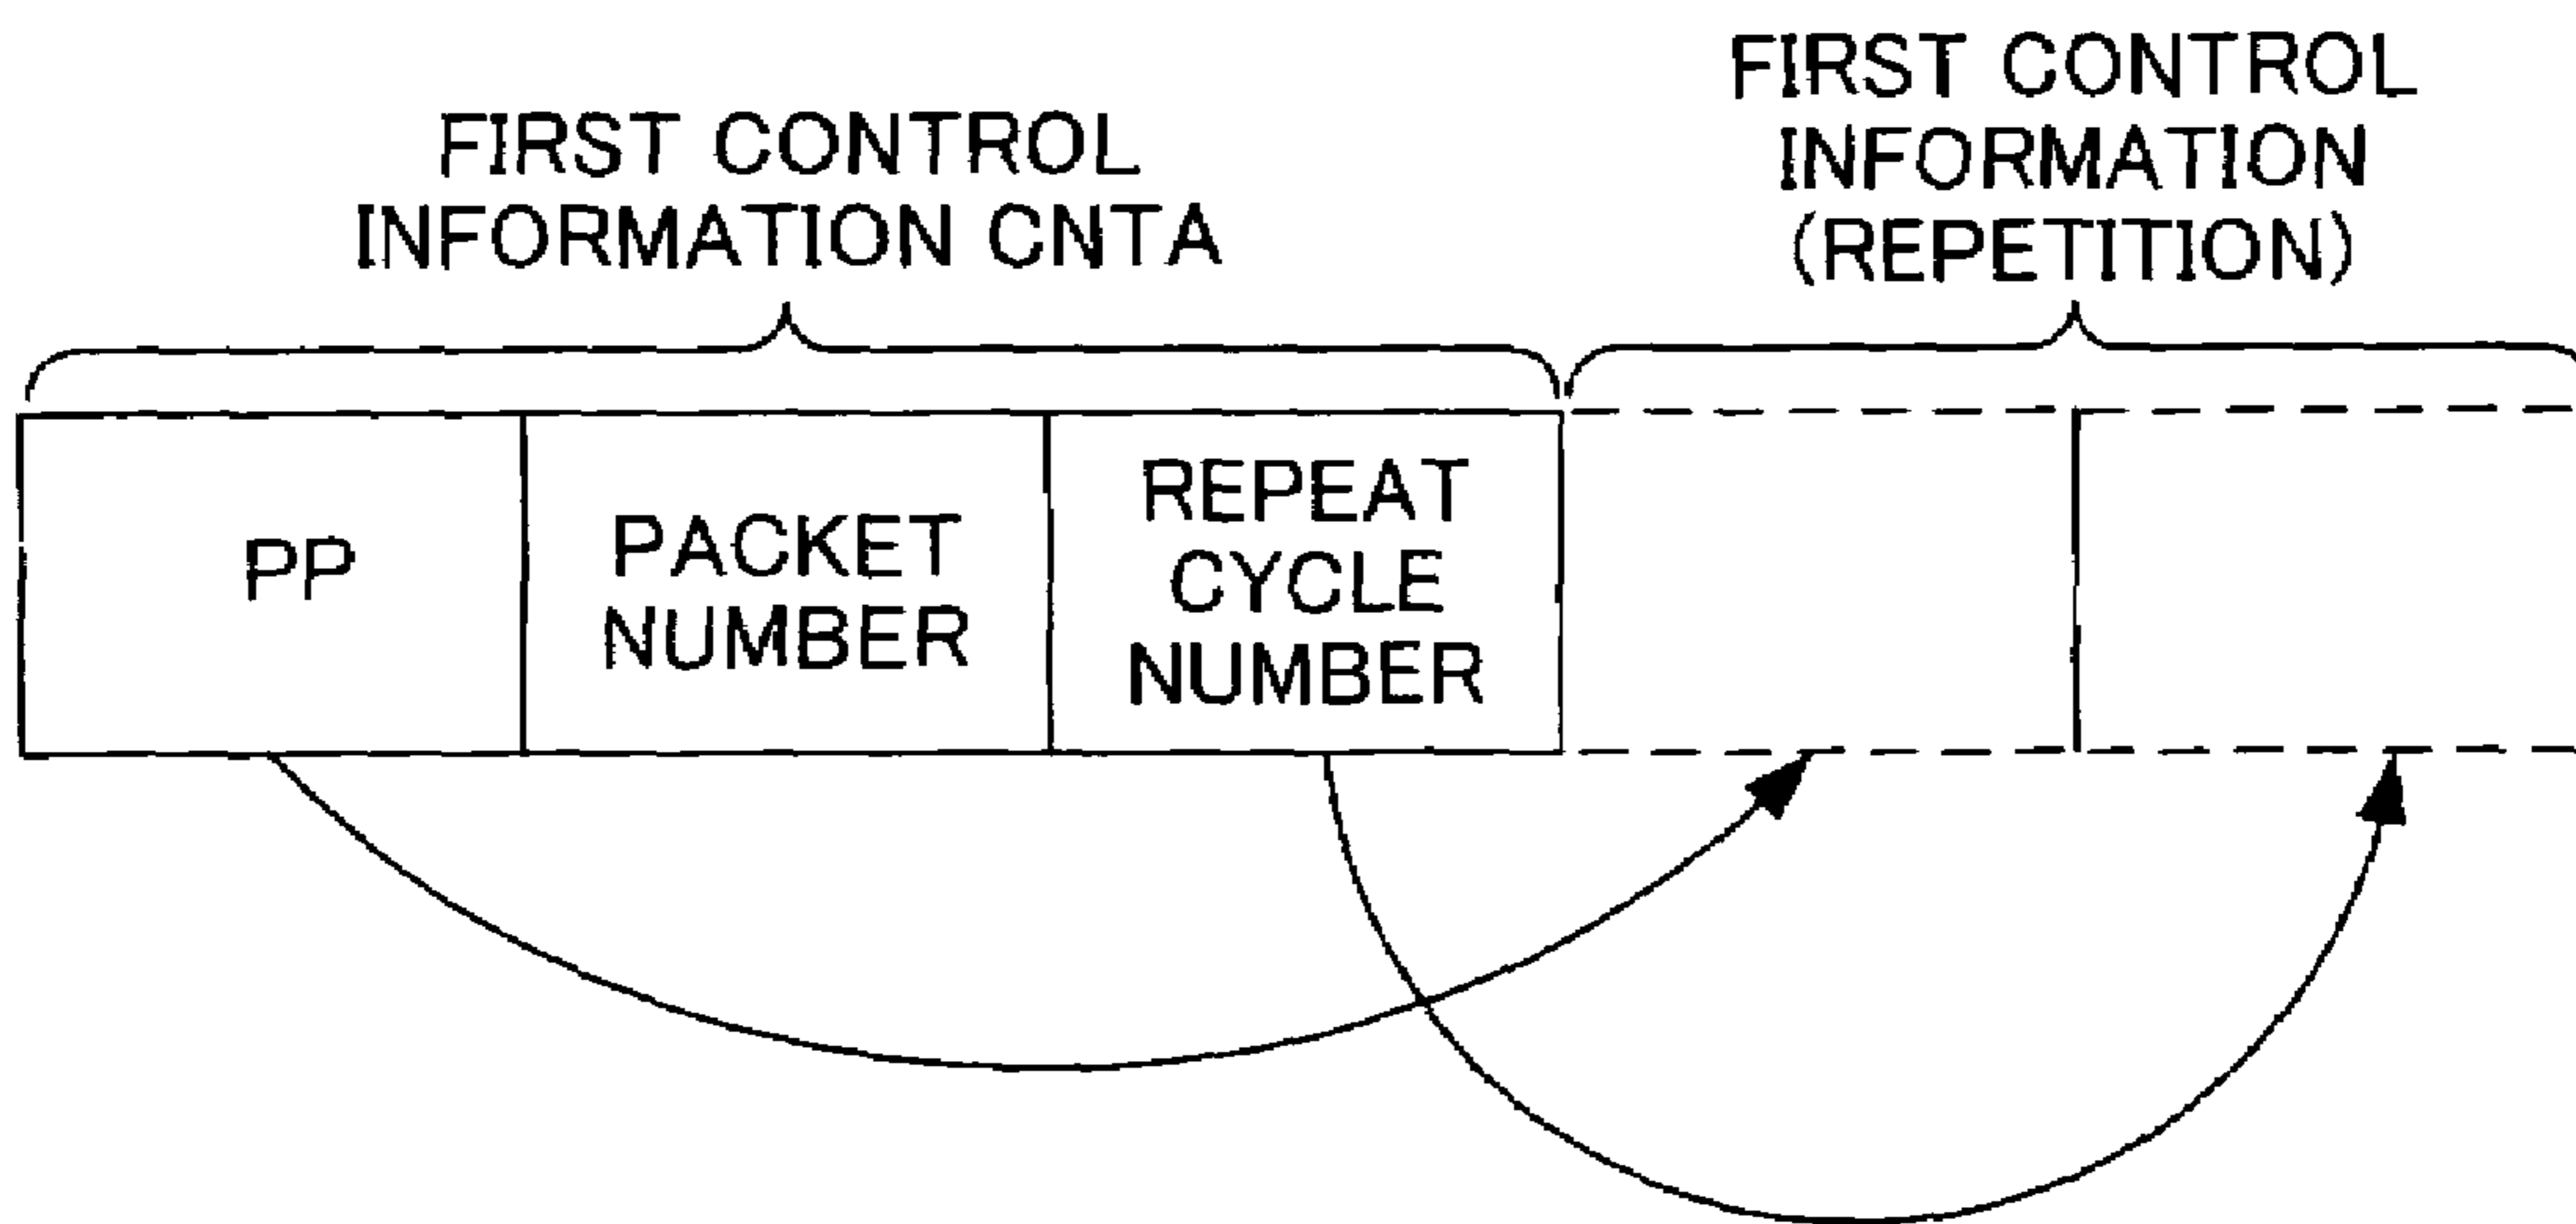 FIRST CONTROL
INFORMATION CNTA
FIRST CONTROL
INFORMATION
(REPETITION)
PP
PACKET
NUMBER
REPEAT
CYCLE
NUMBER